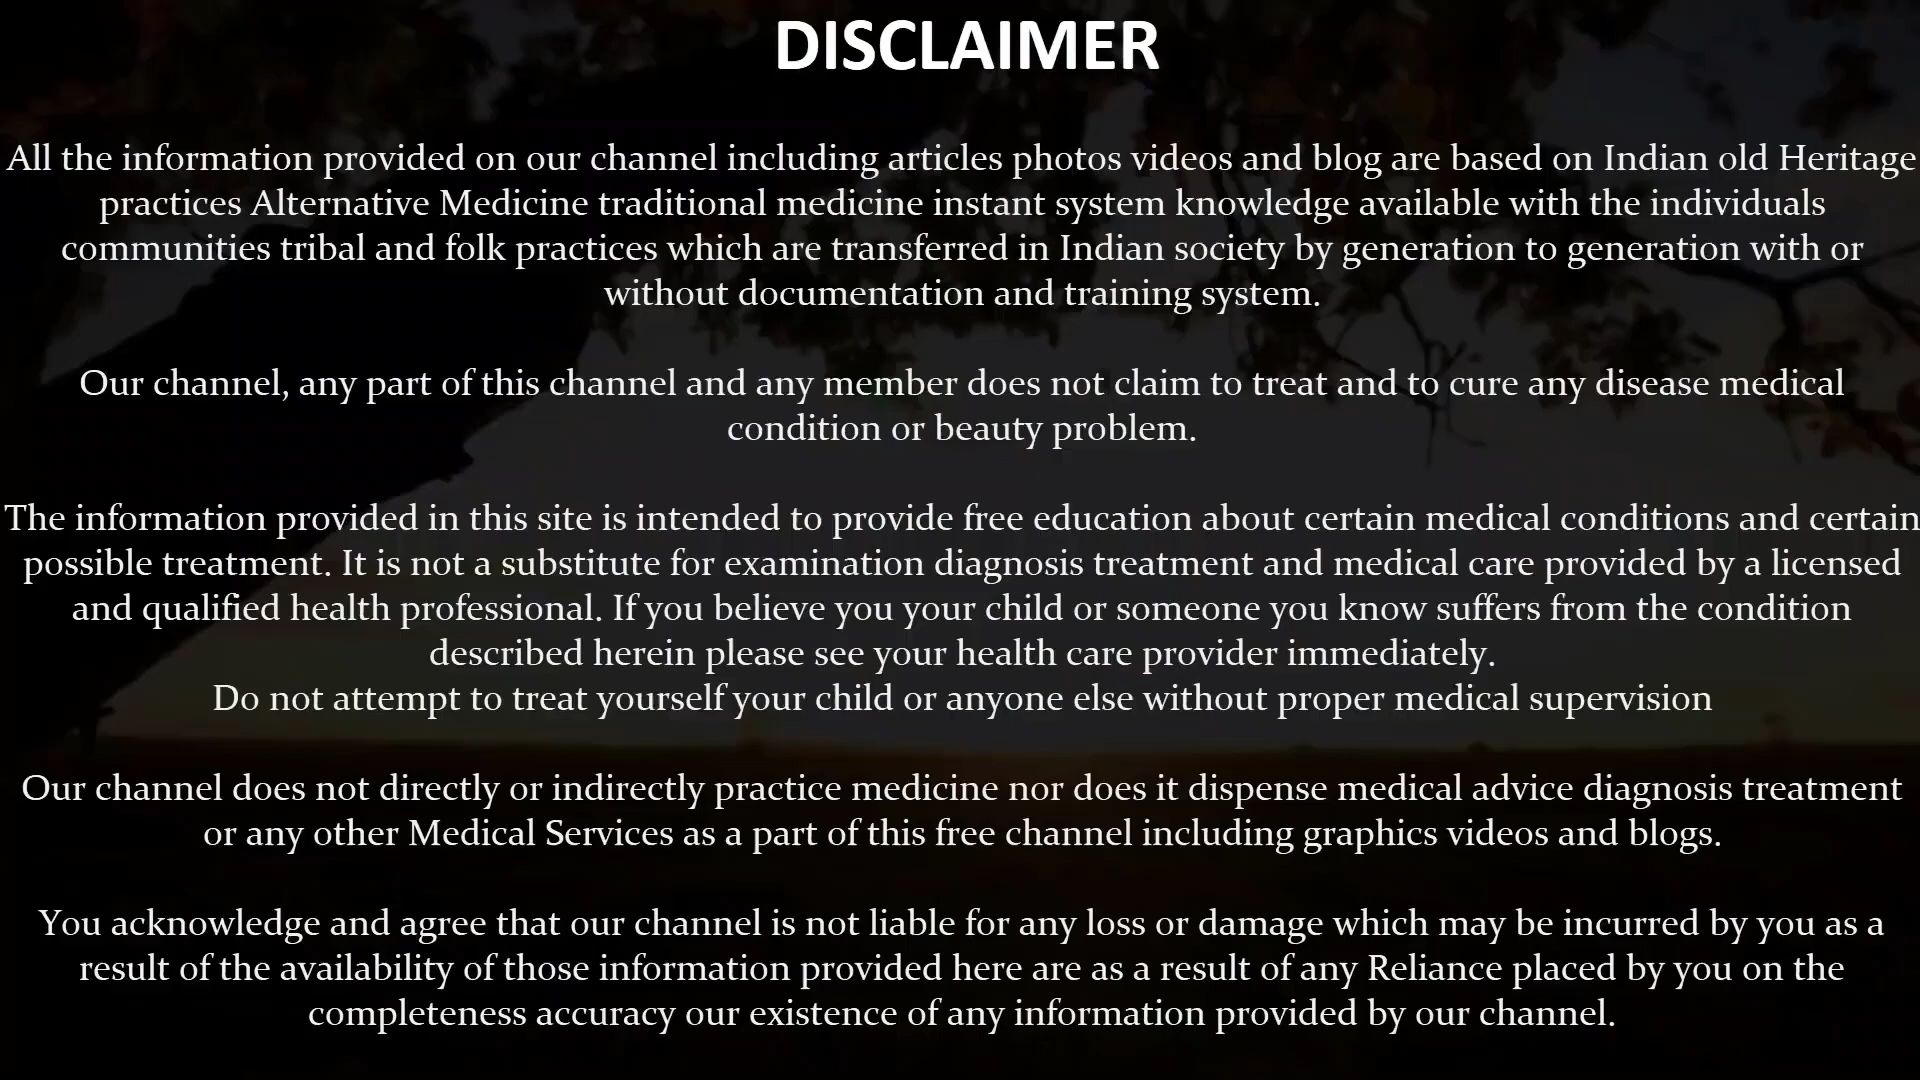 DISCLAIMER
All the information provided on our channel including articles photos videos and blog are based on Indian old Heritage
practices Alternative Medicine traditional medicine instant system knowledge available with the individuals
communities tribal and folk practices which are transferred in Indian society by generation to generation with or
without documentation and training system.
Our channel, any part of this channel and any member does not claim to treat and to cure any disease medical
condition or beauty problem.
The information provided in this site is intended to provide free education about certain medical conditions and certain
possible treatment. It is not a substitute for examination diagnosis treatment and medical care provided by a licensed
and qualified health professional. If you believe you your child or someone you know suffers from the condition
described herein please see your health care provider immediately.
Do not attempt to treat yourself your child or anyone else without proper medical supervision
Our channel does not directly or indirectly practice medicine nor does it dispense medical advice diagnosis treatment
or any other Medical Services as a part of this free channel including graphics videos and blogs.
You acknowledge and agree that our channel is not liable for any loss or damage which may be incurred by you as a
result of the availability of those information provided here are as a result of any Reliance placed by you on the
completeness accuracy our existence of any information provided by our channel.